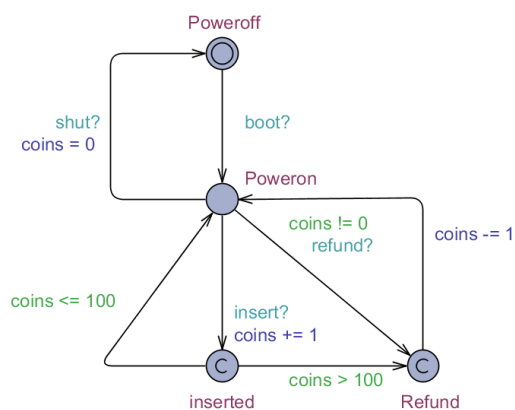 Poweroff
shut?
coins = 0
boot?
Poweron
coins != 0
refund?
coins -= 1
coins <= 100
insert?
coins += 1
C
C
coins > 100
inserted
Refund